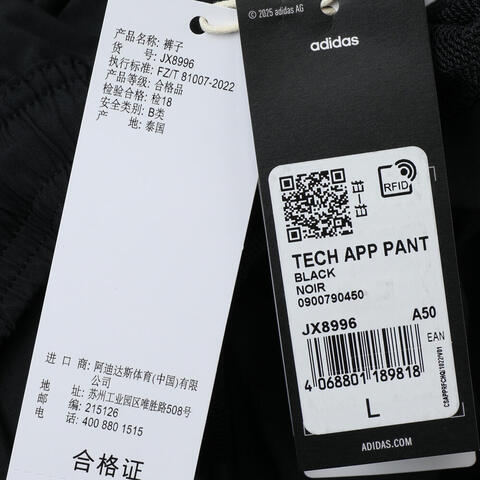 产品名称: 裤子
货 号: JX8996
执行标准: FZ/T 81007-2022
产品等级: 合格品
检验合格: 检18
安全类别: B类
产 地: 泰国
进 口 商: 阿迪达斯体育(中国)有限
公司
地 址: 苏州工业园区唯胜路508号
邮 编: 215126
电 话: 400 880 1515
合格证
© 2025 adidas AG
adidas
扫一扫
RFID
TECH APP PANT
BLACK
NOIR
0900790450
JX8996 A50
EAN
4 068801 189818
L
ADIDAS.COM